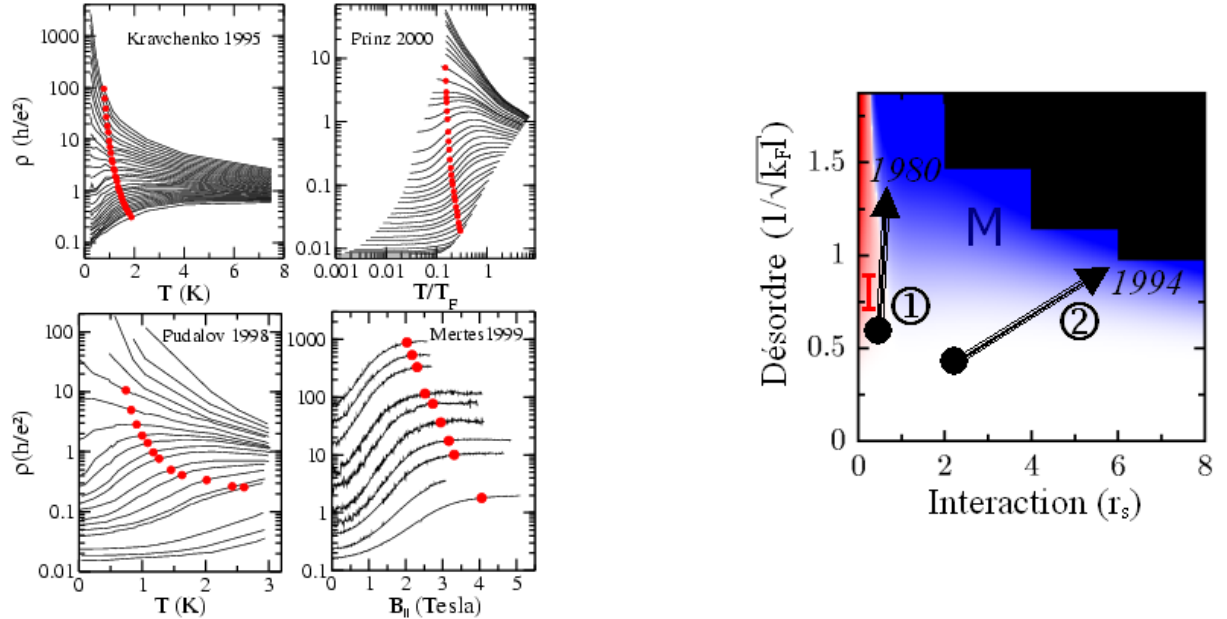 Kravchenko 1995
ρ (h/e²)
1000
100
10
1
0.1
0 2 4 6 8
T (K)
Prinz 2000
10
1
0.1
0.01
0.001 0.01 0.1 1
T/T_F
Pudalov 1998
ρ(h/e²)
100
10
1
0.1
0.01
0 1 2 3
T (K)
Mertes1999
1000
100
10
1
0.1
0 1 2 3 4 5
B_|| (Tesla)
Désordre (1/√k_Fl)
1.5
1
0.5
0
1980
M
I
①
②
1994
0 2 4 6 8
Interaction (r_s)